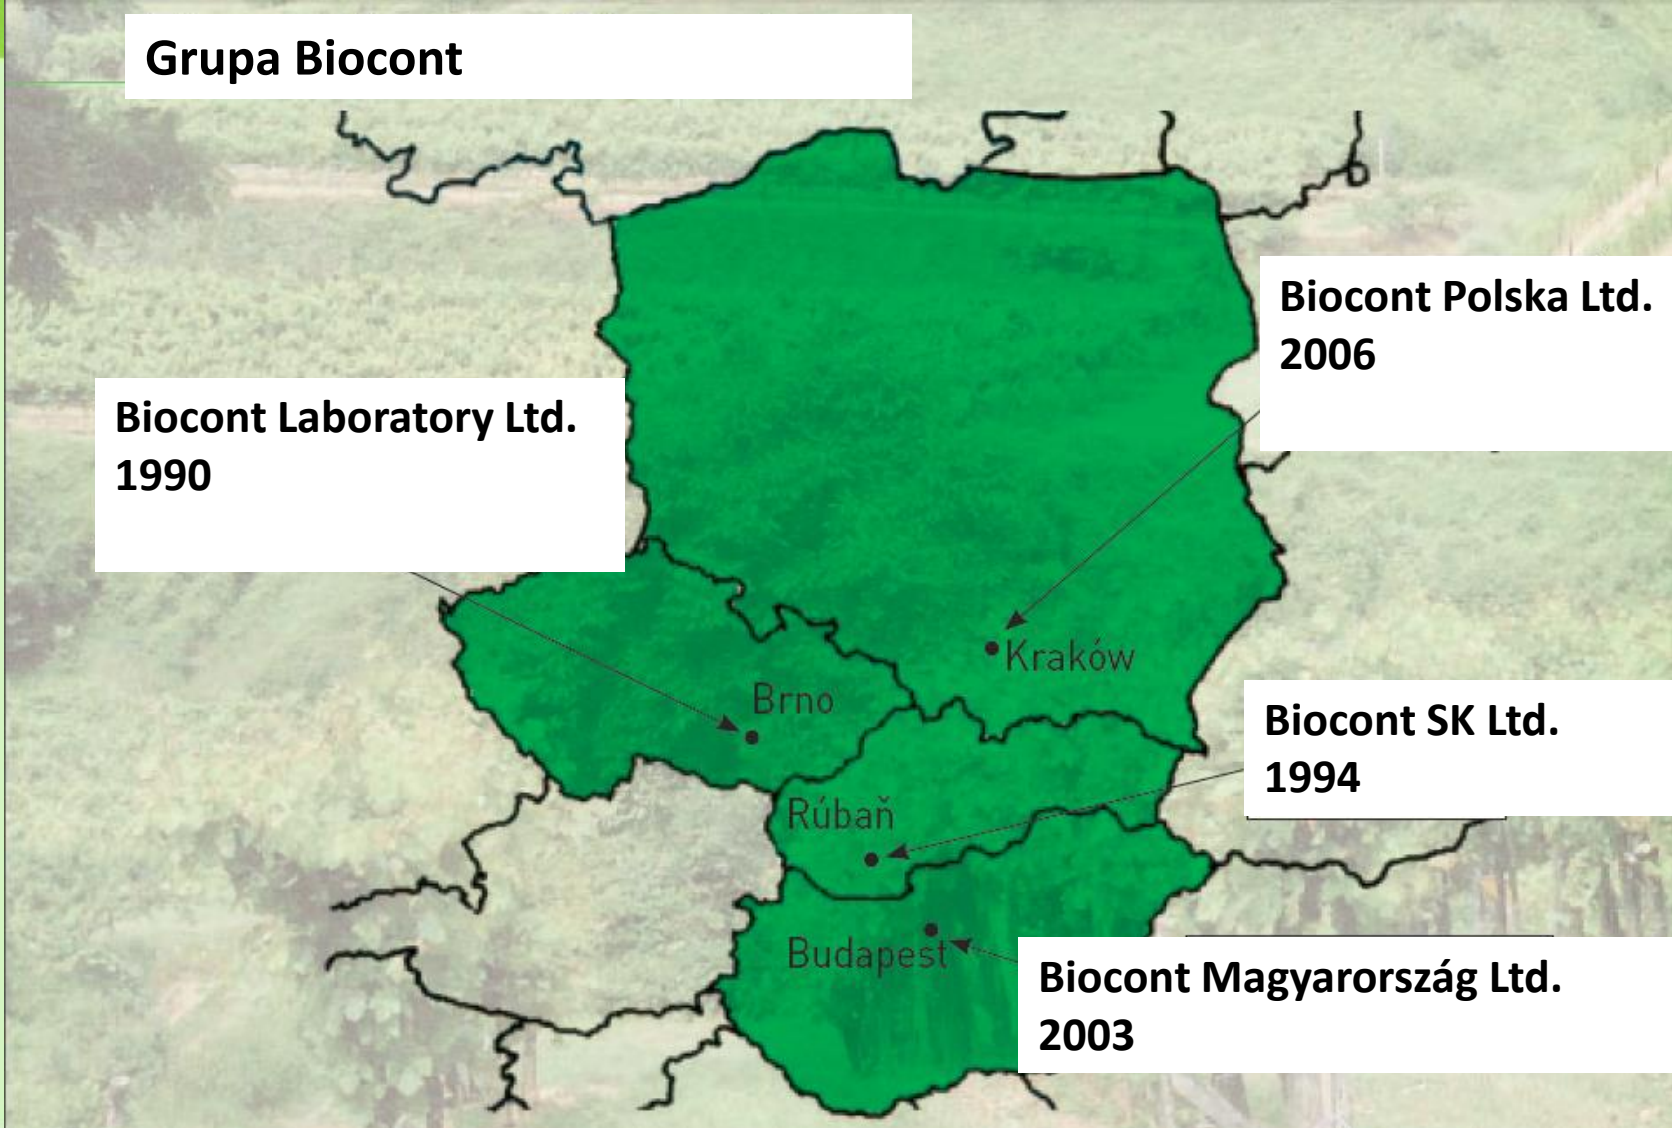 Grupa Biocont
Biocont Polska Ltd.
2006
Biocont Laboratory Ltd.
1990
Kraków
Brno
Biocont SK Ltd.
1994
Rúbaň
Budapest
Biocont Magyarország Ltd.
2003